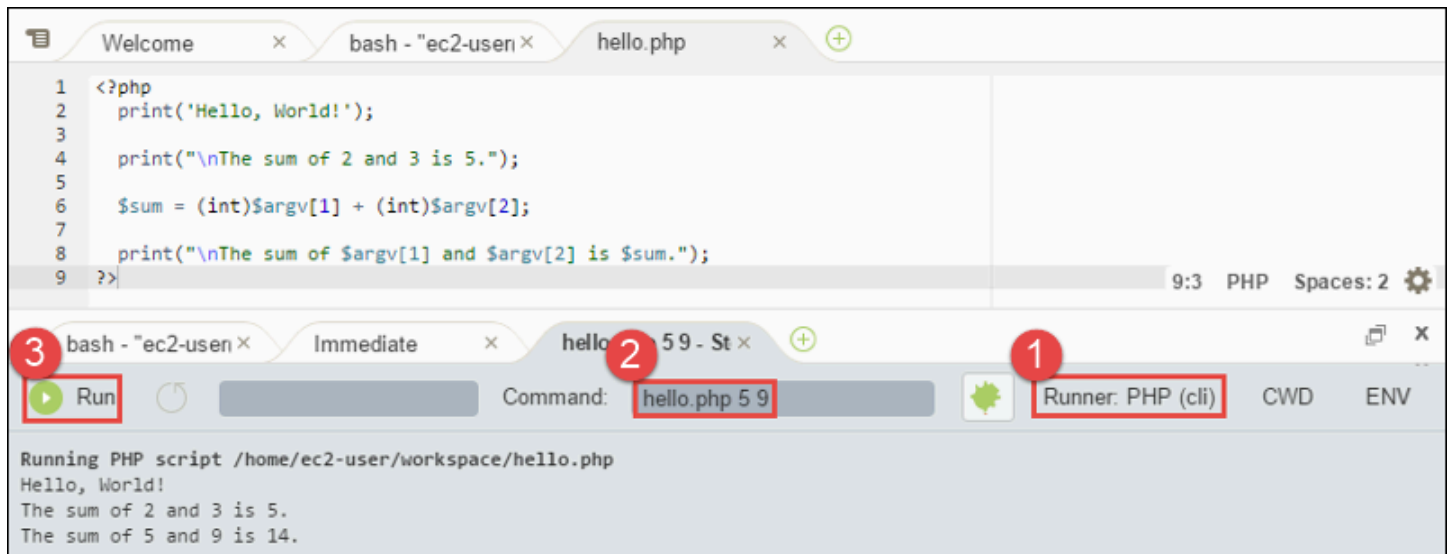 Welcome × bash - "ec2-user × hello.php ×
1 <?php
2   print('Hello, World!');
3
4   print("\nThe sum of 2 and 3 is 5.");
5
6   $sum = (int)$argv[1] + (int)$argv[2];
7
8   print("\nThe sum of $argv[1] and $argv[2] is $sum.");
9 ?>
9:3 PHP Spaces: 2
3 bash - "ec2-user × Immediate × hello 5 9 - St ×
2 1
Run Command: hello.php 5 9 Runner: PHP (cli) CWD ENV
Running PHP script /home/ec2-user/workspace/hello.php
Hello, World!
The sum of 2 and 3 is 5.
The sum of 5 and 9 is 14.